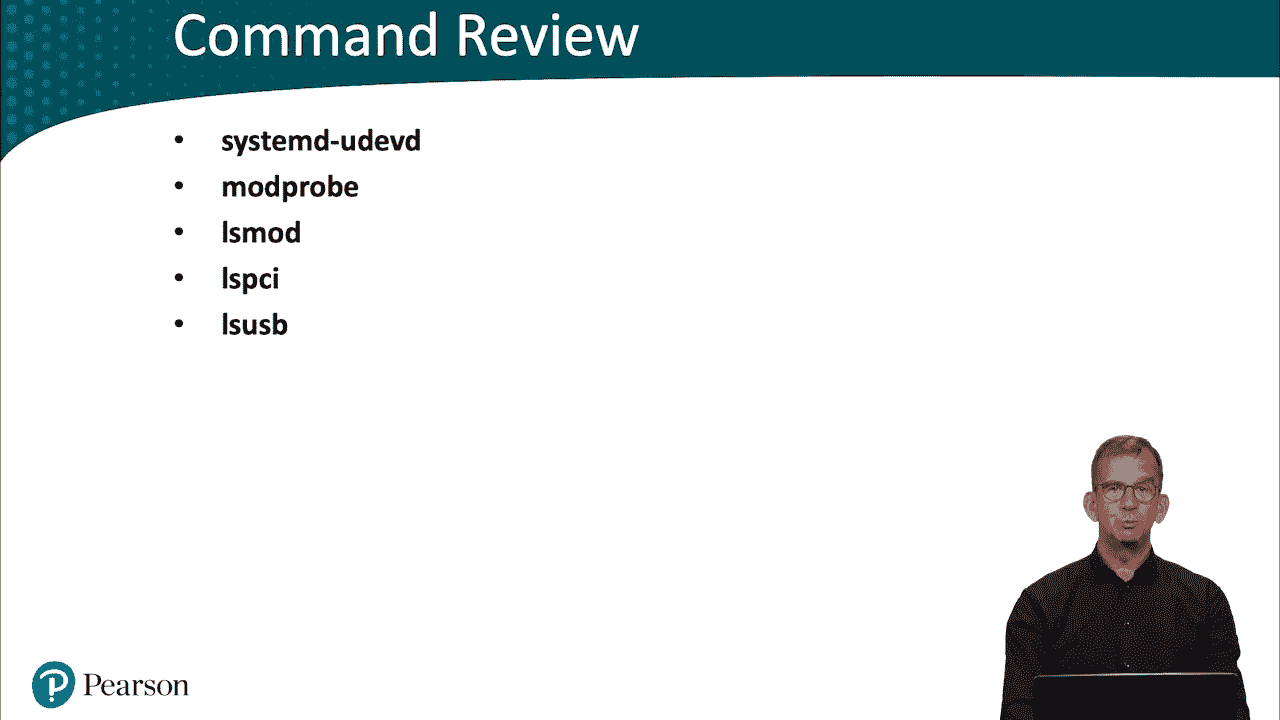 Command Review
• systemd-udevd
• modprobe
• lsmod
• lspci
• lsusb
Pearson